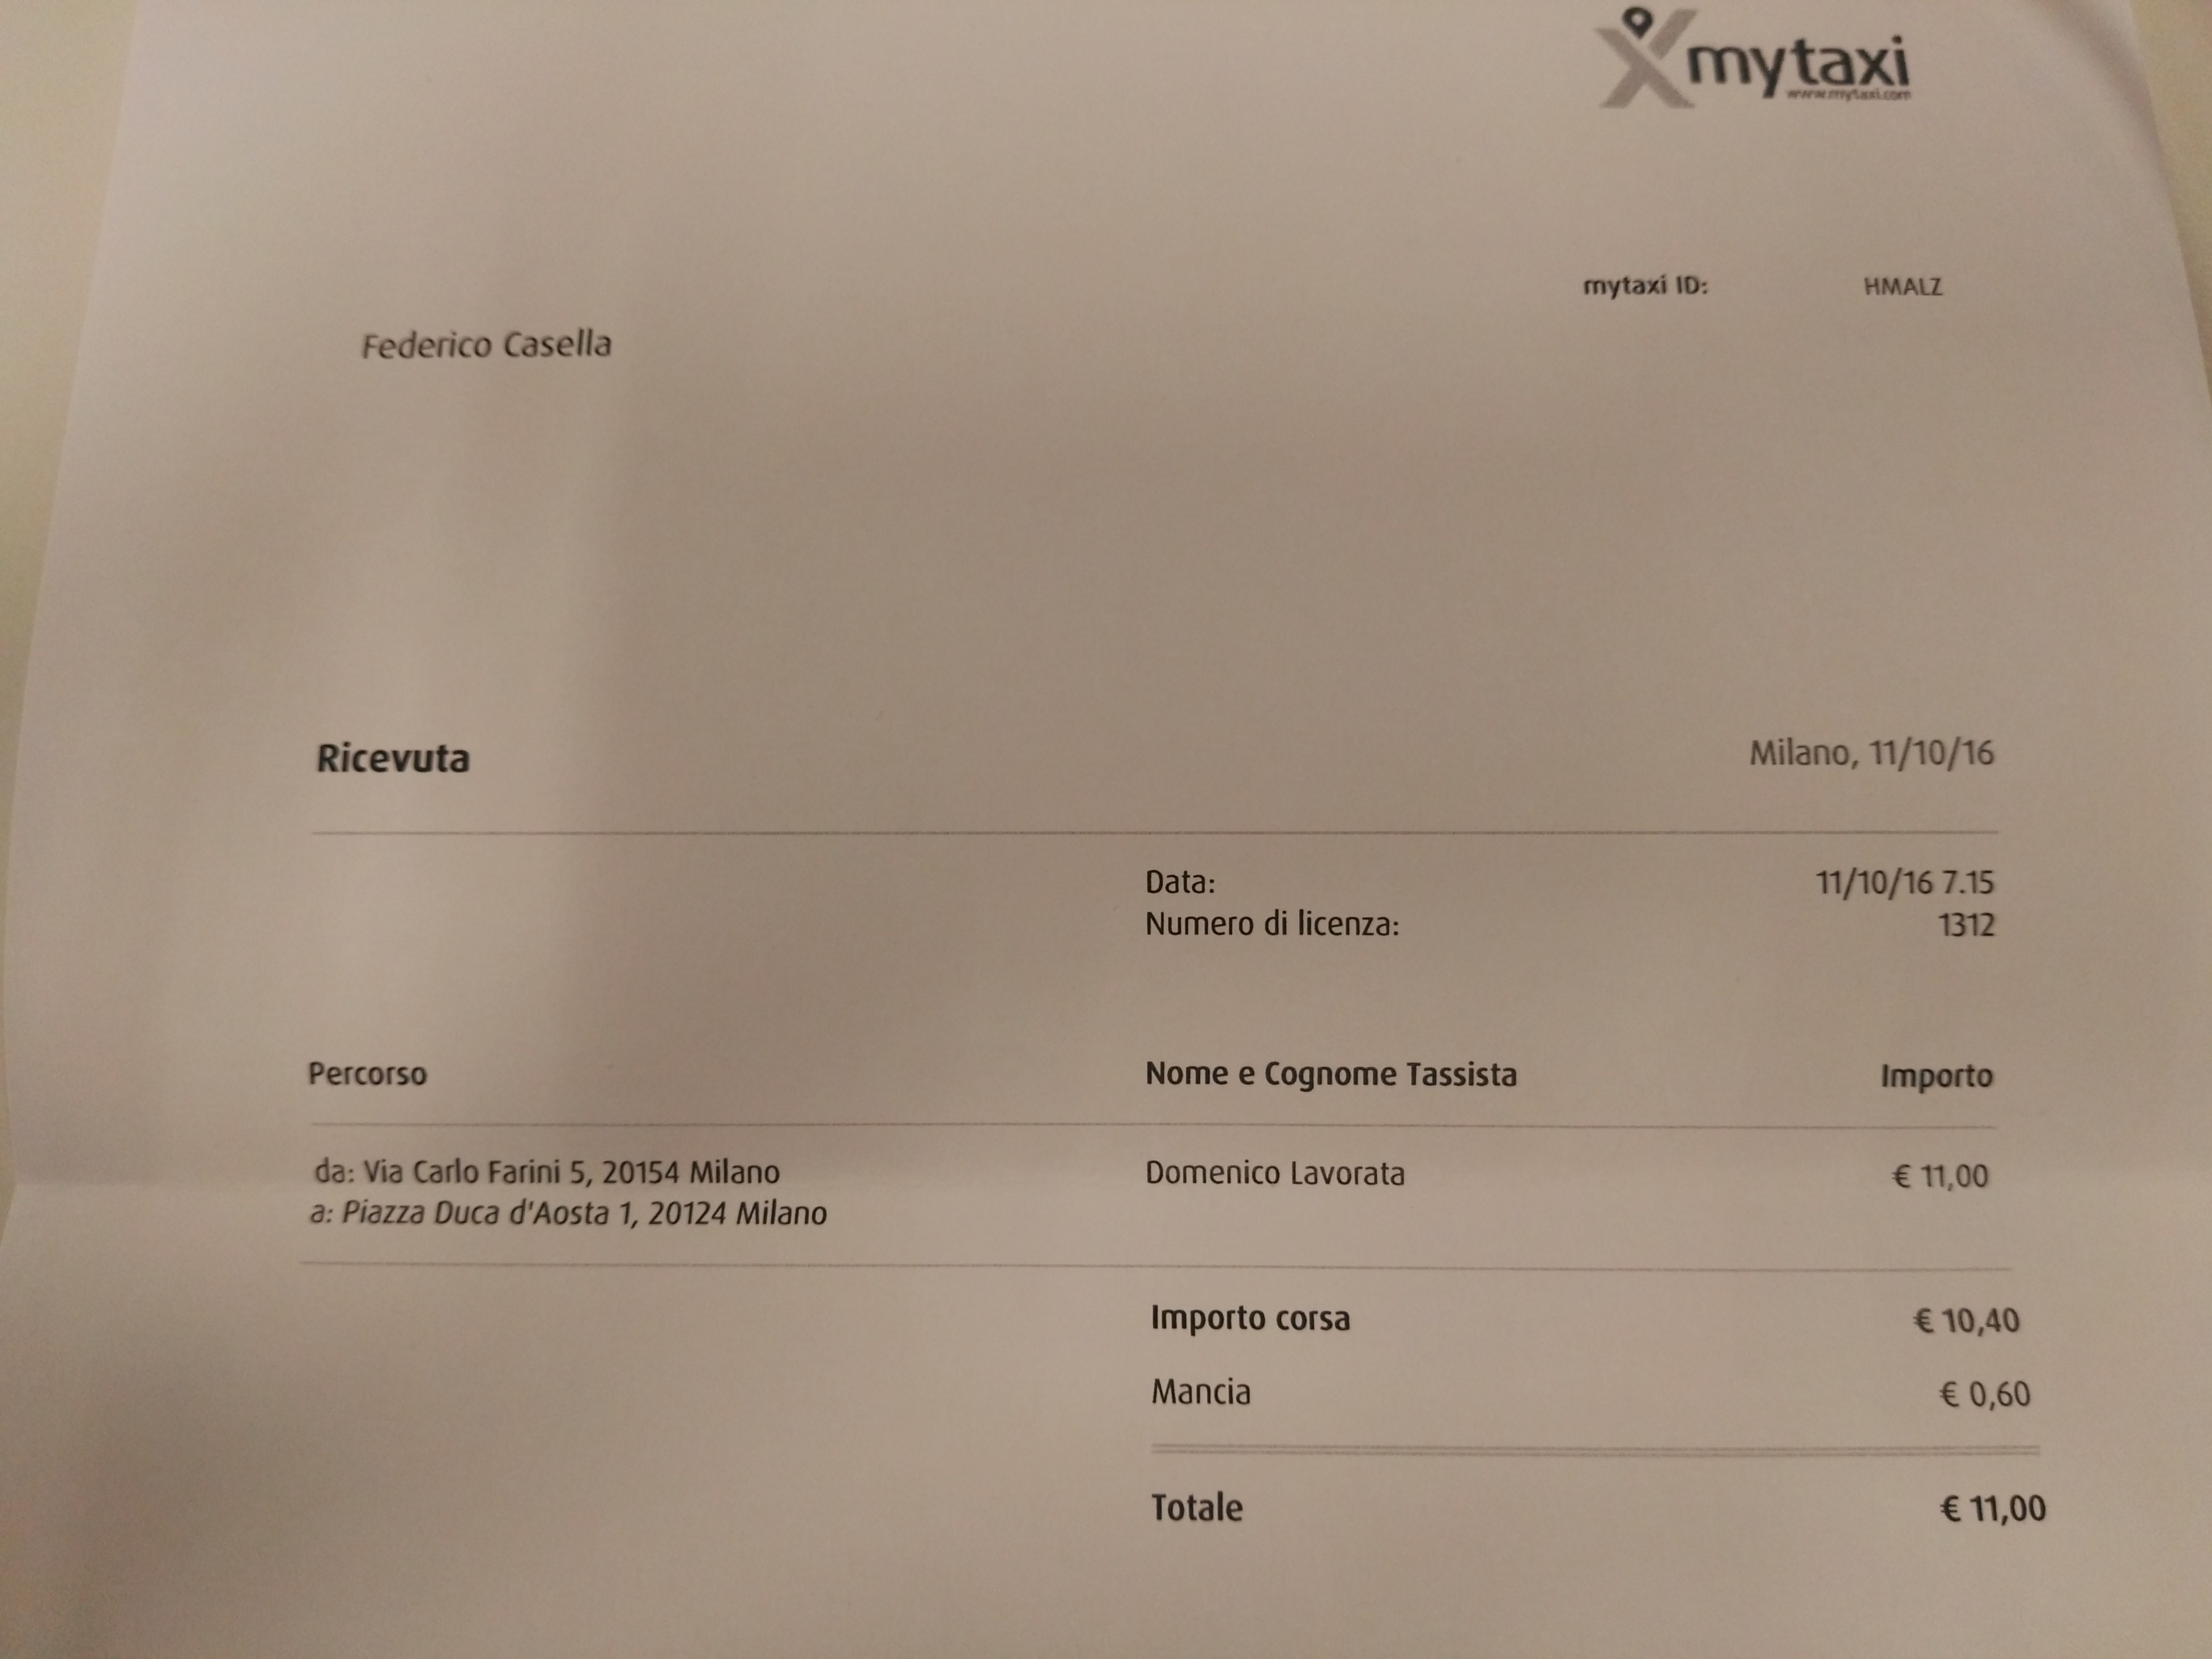 mytaxi
www.mytaxi.com
mytaxi ID: HMALZ
Federico Casella
Ricevuta Milano, 11/10/16
Data: 11/10/16 7.15
Numero di licenza: 1312
Percorso Nome e Cognome Tassista Importo
da: Via Carlo Farini 5, 20154 Milano Domenico Lavorata € 11,00
a: Piazza Duca d'Aosta 1, 20124 Milano
Importo corsa € 10,40
Mancia € 0,60
Totale € 11,00